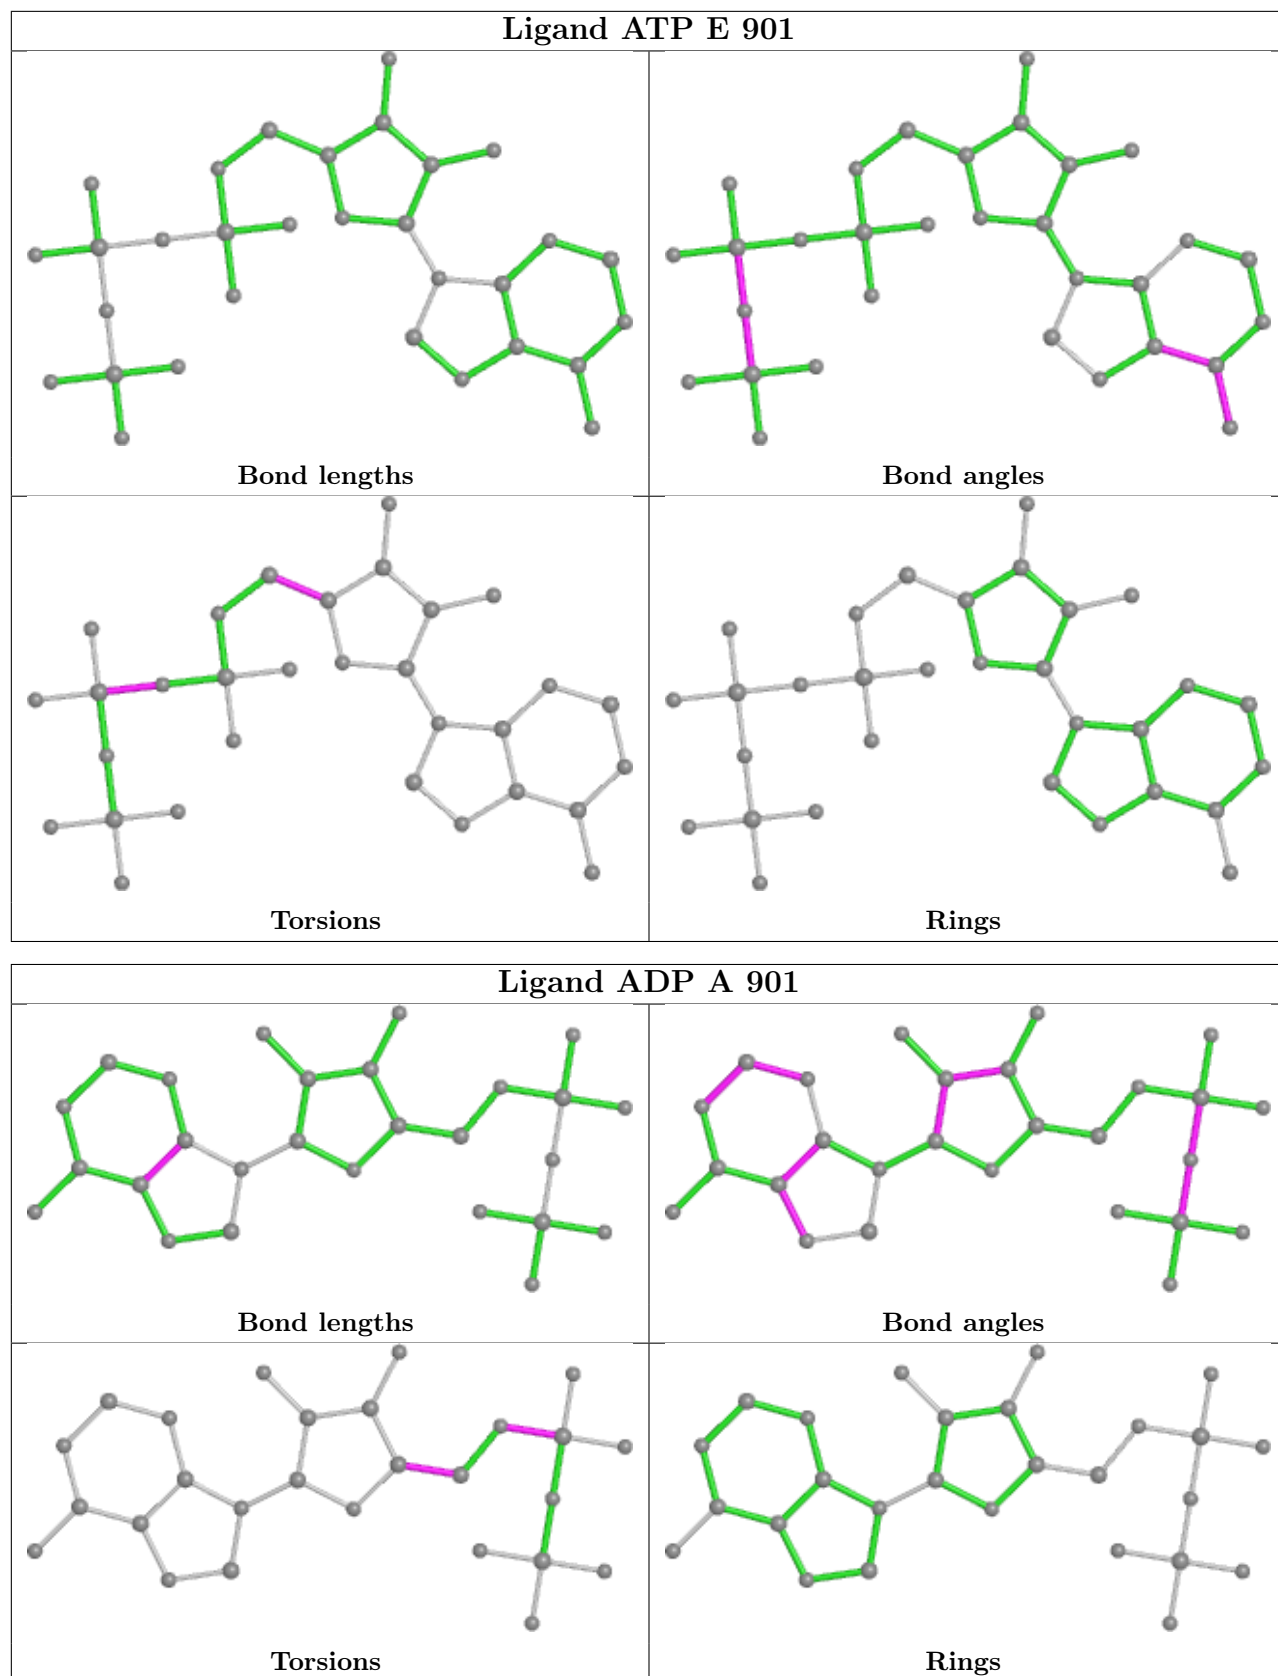 Ligand ATP E 901
Bond lengths
Bond angles
Torsions
Rings
Ligand ADP A 901
Bond lengths
Bond angles
Torsions
Rings